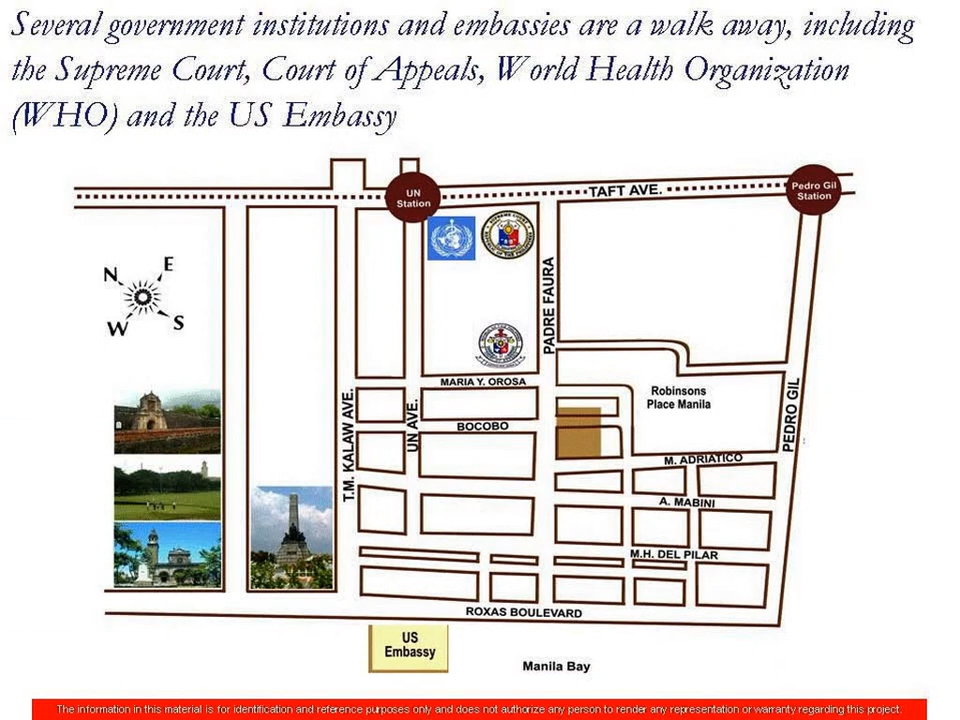 Several government institutions and embassies are a walk away, including
the Supreme Court, Court of Appeals, World Health Organization
(WHO) and the US Embassy
UN
Station
TAFT AVE.
Pedro Gil
Station
N
E
W
S
PADRE FAURA
MARIA Y. OROSA
Robinsons
Place Manila
T.M. KALAW AVE.
UN AVE.
BOCOBO
PEDRO GIL
M. ADRIATICO
A. MABINI
M.H. DEL PILAR
ROXAS BOULEVARD
US
Embassy
Manila Bay
The information in this material is for identification and reference purposes only and does not authorize any person to render any representation or warranty regarding this project.